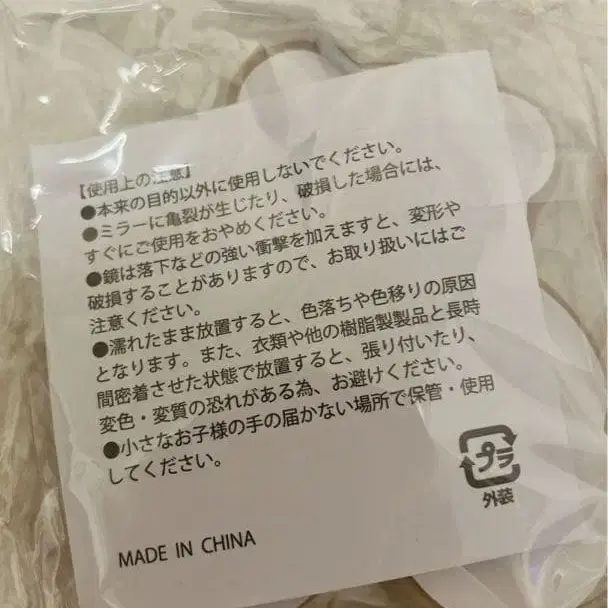 【使用上の注意】
●本来の目的以外に使用しないでください。
●ミラーに亀裂が生じたり、破損した場合には、
すぐにご使用をおやめください。
●鏡は落下などの強い衝撃を加えますと、変形や
破損することがありますので、お取り扱いにはご
注意ください。
●濡れたまま放置すると、色落ちや色移りの原因
となります。また、衣類や他の樹脂製製品と長時
間密着させた状態で放置すると、張り付いたり、
変色・変質の恐れがある為、お避けください。
●小さなお子様の手の届かない場所で保管・使用
してください。
プラ
外装
MADE IN CHINA